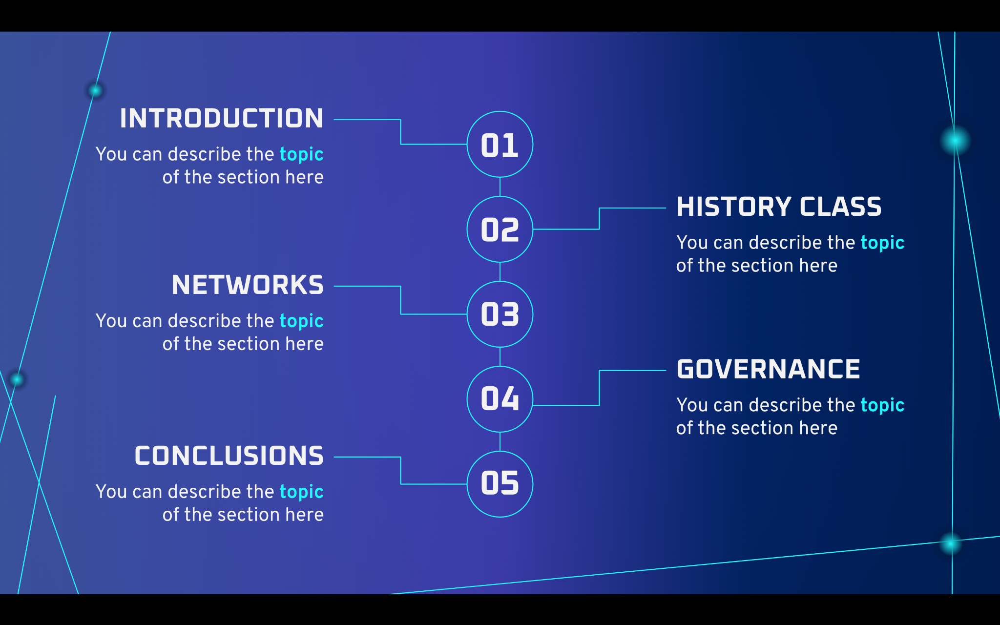 INTRODUCTION
You can describe the topic
of the section here
01
02
HISTORY CLASS
You can describe the topic
of the section here
NETWORKS
You can describe the topic
of the section here
03
04
GOVERNANCE
You can describe the topic
of the section here
CONCLUSIONS
You can describe the topic
of the section here
05